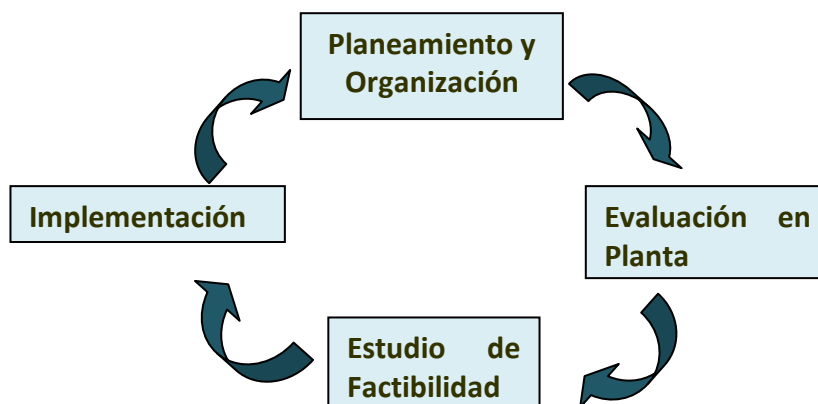 Planeamiento y
Organización
Implementación
Evaluación en
Planta
Estudio de
Factibilidad